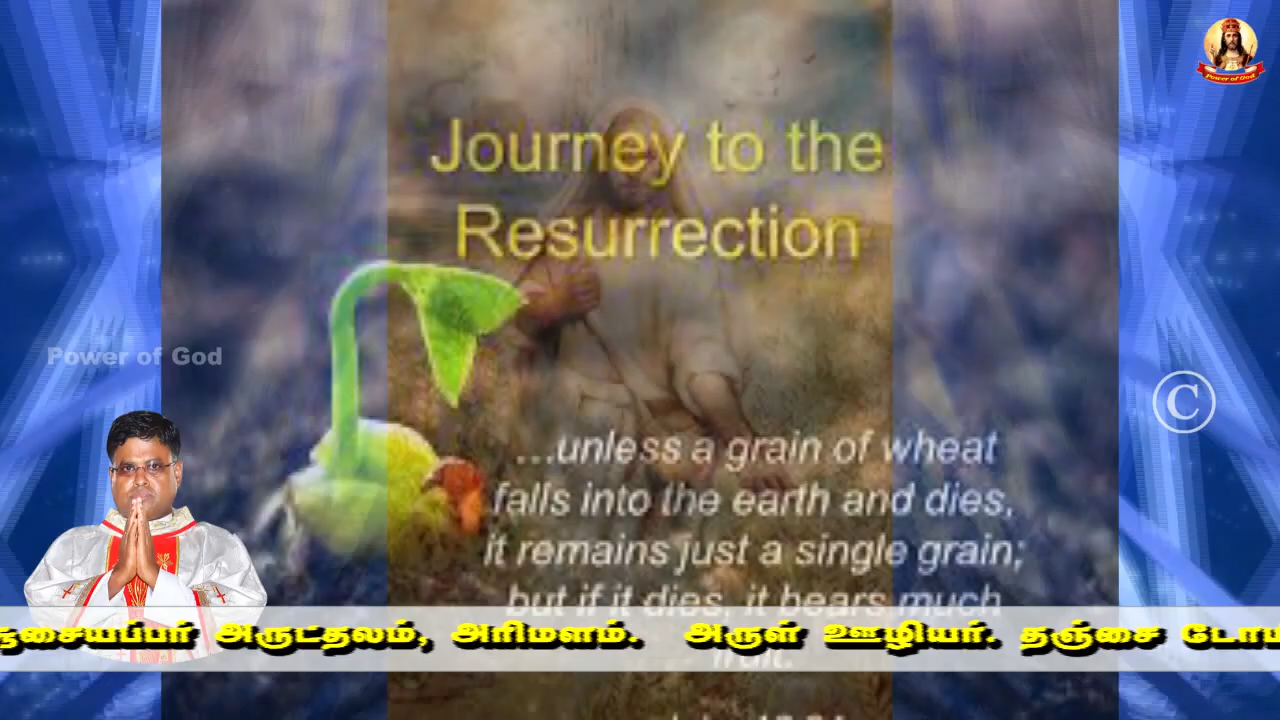 Power of God
Journey to the
Resurrection
Power of God
©
...unless a grain of wheat
falls into the earth and dies,
it remains just a single grain;
but if it dies, it bears much
fruit.
சூசையப்பர் அருட்தலம், அரிமளம். அருள் ஊழியர். தஞ்சை